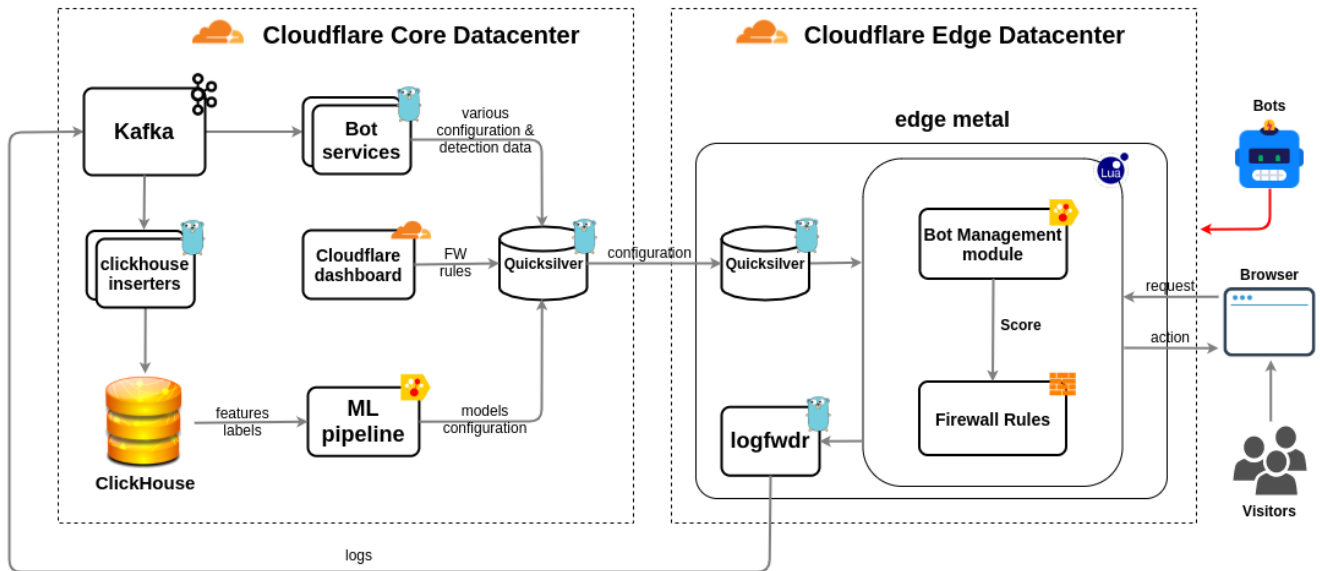 Cloudflare Core Datacenter
Kafka
Bot
services
various
configuration &
detection data
clickhouse
inserters
Cloudflare
dashboard
FW
rules
Quicksilver
configuration
ClickHouse
features
labels
ML
pipeline
models
configuration
logs
Cloudflare Edge Datacenter
edge metal
Lua
Quicksilver
Bot Management
module
Score
Firewall Rules
logfwdr
Bots
Browser
request
action
Visitors